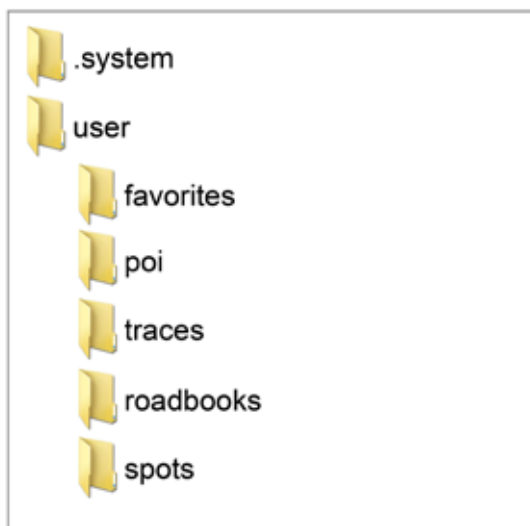 .system
user
favorites
poi
traces
roadbooks
spots